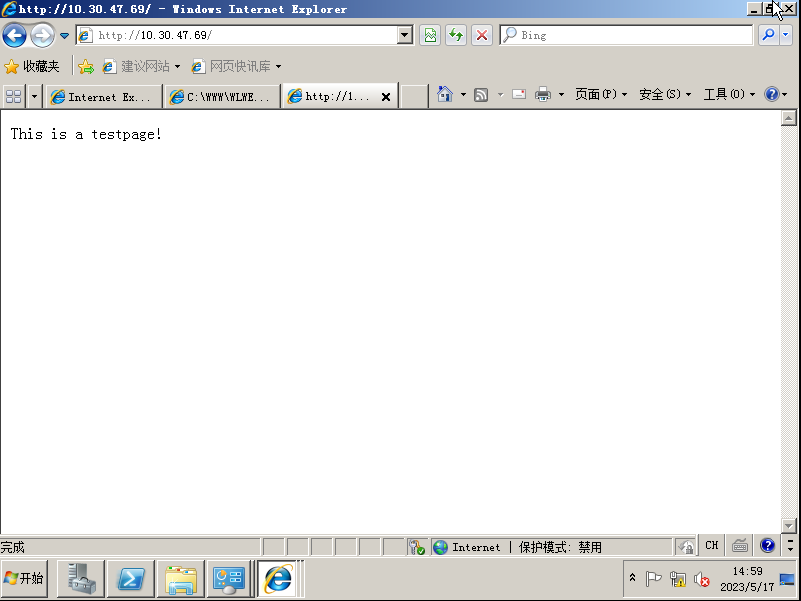 http://10.30.47.69/ - Windows Internet Explorer
http://10.30.47.69/
Bing
收藏夹 建议网站 网页快讯库
Internet Ex... C:\WWW\WLWE... http://1... 页面(P) 安全(S) 工具(O)
This is a testpage!
完成 Internet | 保护模式: 禁用 CH
开始 14:59
2023/5/17